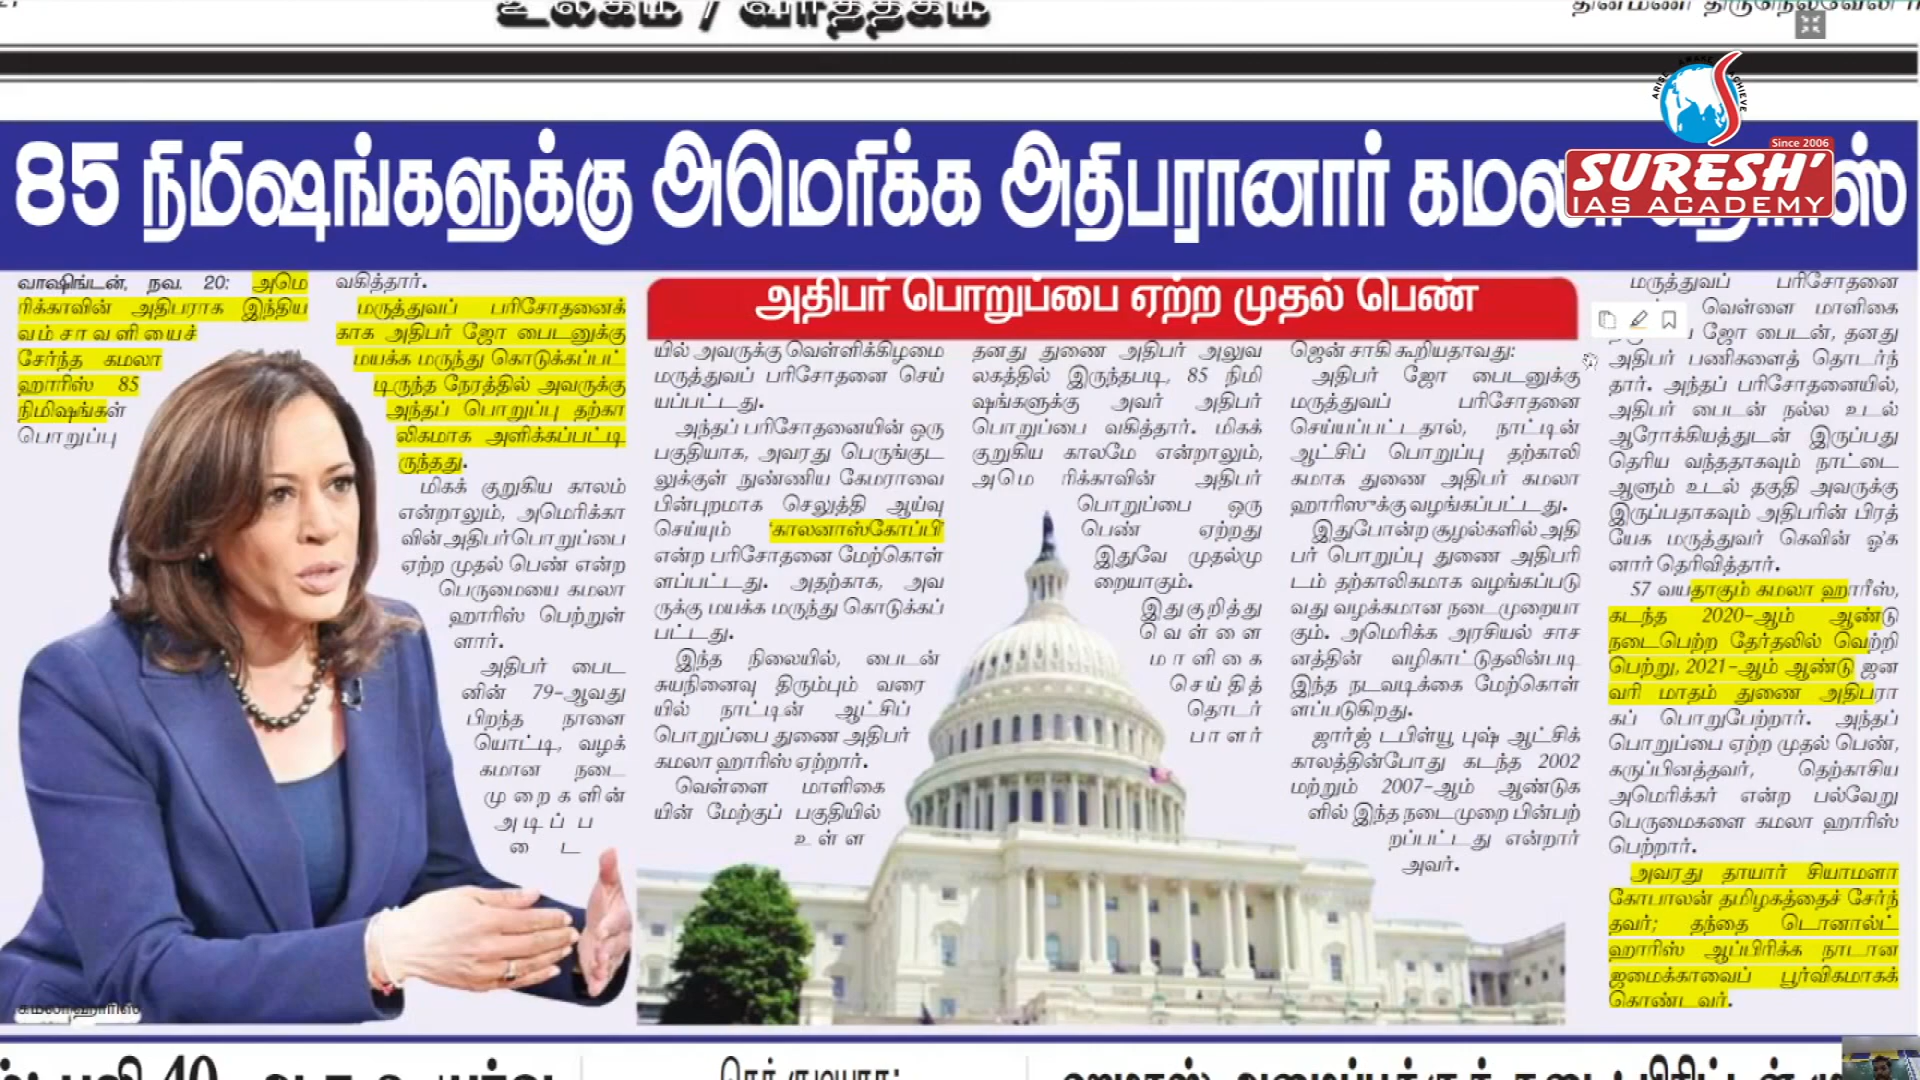 உலகம் / வர்த்தகம்
ARISE AWAKE ACHIEVE
Since 2006
SURESH'
IAS ACADEMY
85 நிமிஷங்களுக்கு அமெரிக்க அதிபரானார்
வாஷிங்டன், நவ. 20: அமெ
ரிக்காவின் அதிபராக இந்திய
வம்சாவளியைச்
சேர்ந்த கமலா
ஹாரிஸ் 85
நிமிஷங்கள்
பொறுப்பு
வகித்தார்.
மருத்துவப் பரிசோதனைக்
காக அதிபர் ஜோ பைடனுக்கு
மயக்க மருந்து கொடுக்கப்பட்
டிருந்த நேரத்தில் அவருக்கு
அந்தப் பொறுப்பு தற்கா
லிகமாக அளிக்கப்பட்டி
ருந்தது.
மிகக் குறுகிய காலம்
என்றாலும், அமெரிக்கா
வின் அதிபர் பொறுப்பை
ஏற்ற முதல் பெண் என்ற
பெருமையை கமலா
ஹாரிஸ் பெற்றுள்
ளார்.
அதிபர் பைட
னின் 79-ஆவது
பிறந்த நாளை
யொட்டி, வழக்
கமான நடை
முறைகளின்
அடிப்ப
டை
கமலா ஹாரிஸ்
அதிபர் பொறுப்பை ஏற்ற முதல் பெண்
யில் அவருக்கு வெள்ளிக்கிழமை
மருத்துவப் பரிசோதனை செய்
யப்பட்டது.
அந்தப் பரிசோதனையின் ஒரு
பகுதியாக, அவரது பெருங்குட
லுக்குள் நுண்ணிய கேமராவை
பின்புறமாக செலுத்தி ஆய்வு
செய்யும் 'காலனாஸ்கோப்பி'
என்ற பரிசோதனை மேற்கொள்
ளப்பட்டது. அதற்காக, அவ
ருக்கு மயக்க மருந்து கொடுக்கப்
பட்டது.
இந்த நிலையில், பைடன்
சுயநினைவு திரும்பும் வரை
யில் நாட்டின் ஆட்சிப்
பொறுப்பை துணை அதிபர்
கமலா ஹாரிஸ் ஏற்றார்.
வெள்ளை மாளிகை
யின் மேற்குப் பகுதியில்
உள்ள
தனது துணை அதிபர் அலுவ
லகத்தில் இருந்தபடி, 85 நிமி
ஷங்களுக்கு அவர் அதிபர்
பொறுப்பை வகித்தார். மிகக்
குறுகிய காலமே என்றாலும்,
அமெ ரிக்காவின் அதிபர்
பொறுப்பை ஒரு
பெண் ஏற்றது
இதுவே முதல்மு
றையாகும்.
இதுகுறித்து
வெள்ளை
மாளிகை
செய்தித்
தொடர்
பாளர்
ஜென் சாகி கூறியதாவது:
அதிபர் ஜோ பைடனுக்கு
மருத்துவப் பரிசோதனை
செய்யப்பட்டதால், நாட்டின்
ஆட்சிப் பொறுப்பு தற்காலி
கமாக துணை அதிபர் கமலா
ஹாரிஸுக்கு வழங்கப்பட்டது.
இதுபோன்ற சூழல்களில் அதி
பர் பொறுப்பு துணை அதிபரி
டம் தற்காலிகமாக வழங்கப்படு
வது வழக்கமான நடைமுறையா
கும். அமெரிக்க அரசியல் சாச
னத்தின் வழிகாட்டுதலின்படி
இந்த நடவடிக்கை மேற்கொள்
ளப்படுகிறது.
ஜார்ஜ் டபிள்யூ புஷ் ஆட்சிக்
காலத்தின்போது கடந்த 2002
மற்றும் 2007-ஆம் ஆண்டுக
ளில் இந்த நடைமுறை பின்பற்
றப்பட்டது என்றார்
அவர்.
மருத்துவப் பரிசோதனை
வெள்ளை மாளிகை
ஜோ பைடன், தனது
அதிபர் பணிகளைத் தொடர்ந்
தார். அந்தப் பரிசோதனையில்,
அதிபர் பைடன் நல்ல உடல்
ஆரோக்கியத்துடன் இருப்பது
தெரிய வந்ததாகவும் நாட்டை
ஆளும் உடல் தகுதி அவருக்கு
இருப்பதாகவும் அதிபரின் பிரத்
யேக மருத்துவர் கெவின் ஓ'க
னார் தெரிவித்தார்.
57 வயதாகும் கமலா ஹாரீஸ்,
கடந்த 2020-ஆம் ஆண்டு
நடைபெற்ற தேர்தலில் வெற்றி
பெற்று, 2021-ஆம் ஆண்டு ஜன
வரி மாதம் துணை அதிபரா
கப் பொறுபேற்றார். அந்தப்
பொறுப்பை ஏற்ற முதல் பெண்,
கருப்பினத்தவர், தெற்காசிய
அமெரிக்கர் என்ற பல்வேறு
பெருமைகளை கமலா ஹாரிஸ்
பெற்றார்.
அவரது தாயார் சியாமளா
கோபாலன் தமிழகத்தைச் சேர்ந்
தவர்; தந்தை டொனால்ட்
ஹாரிஸ் ஆப்பிரிக்க நாடான
ஜமைக்காவைப் பூர்விகமாகக்
கொண்டவர்.